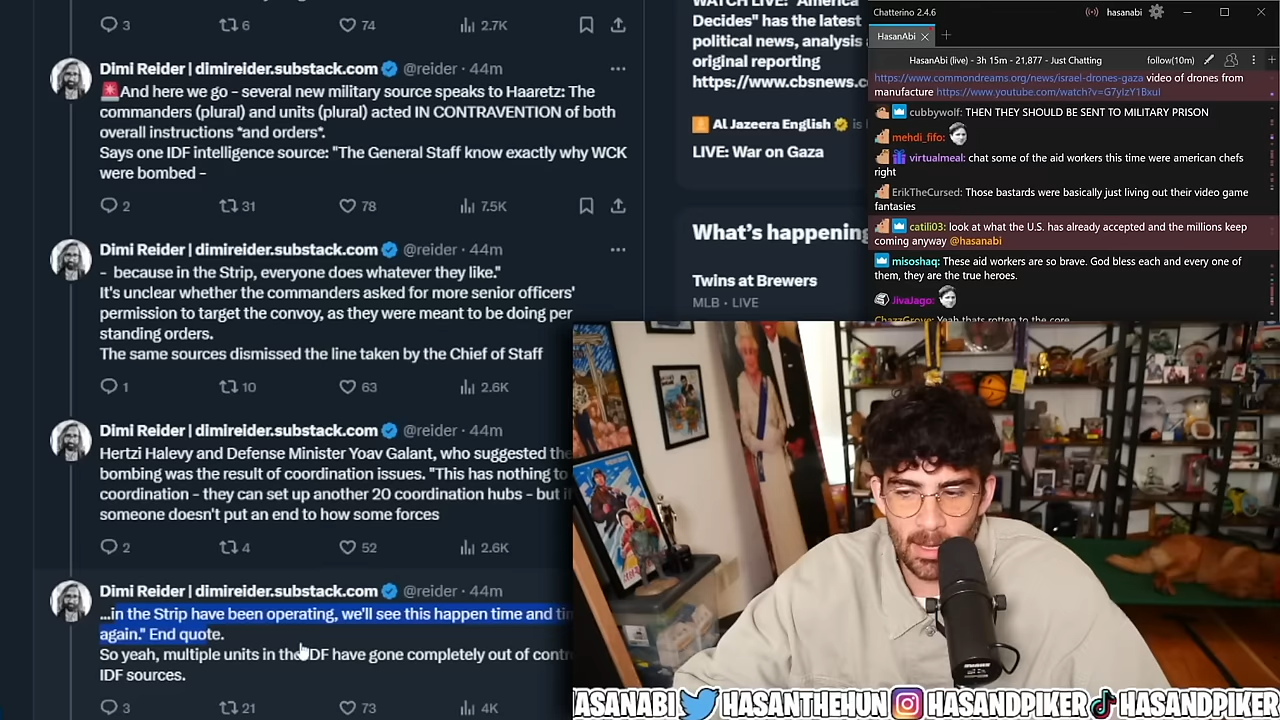 3 6 74 2.7K
Dimi Reider | dimireider.substack.com @reider · 44m
🚨And here we go - several new military source speaks to Haaretz: The
commanders (plural) and units (plural) acted IN CONTRAVENTION of both
overall instructions *and orders*.
Says one IDF intelligence source: "The General Staff know exactly why WCK
were bombed -
2 31 78 7.5K
Dimi Reider | dimireider.substack.com @reider · 44m
- because in the Strip, everyone does whatever they like."
It's unclear whether the commanders asked for more senior officers'
permission to target the convoy, as they were meant to be doing per
standing orders.
The same sources dismissed the line taken by the Chief of Staff
1 10 63 2.6K
Dimi Reider | dimireider.substack.com @reider · 44m
Hertzi Halevy and Defense Minister Yoav Galant, who suggested the
bombing was the result of coordination issues. "This has nothing to
coordination - they can set up another 20 coordination hubs - but
someone doesn't put an end to how some forces
2 4 52 2.6K
Dimi Reider | dimireider.substack.com @reider · 44m
...in the Strip have been operating, we'll see this happen time and
again." End quote.
So yeah, multiple units in the IDF have gone completely out of
IDF sources.
3 21 73 4K
WATCH LIVE: "America
Decides" has the latest
political news, analysis
original reporting
https://www.cbsnews.c
Al Jazeera English is
LIVE: War on Gaza
What's happening
Twins at Brewers
MLB · LIVE
Chatterino 2.4.6 hasanabi
HasanAbi
HasanAbi (live) - 3h 15m - 21,877 - Just Chatting follow(10m)
https://www.commondreams.org/news/israel-drones-gaza video of drones from
manufacture https://www.youtube.com/watch?v=G7yIzY1BxuI
cubbywolf: THEN THEY SHOULD BE SENT TO MILITARY PRISON
mehdi_fifo:
virtualmeal: chat some of the aid workers this time were american chefs
right
ErikTheCursed: Those bastards were basically just living out their video game
fantasies
catili03: look at what the U.S. has already accepted and the millions keep
coming anyway @hasanabi
misoshaq: These aid workers are so brave. God bless each and every one of
them, they are the true heroes.
JivaJago:
ChazzGrove: Yeah thats rotten to the core
ASANABI HASANTHEHUN HASANDPIKER HASANDPIKER